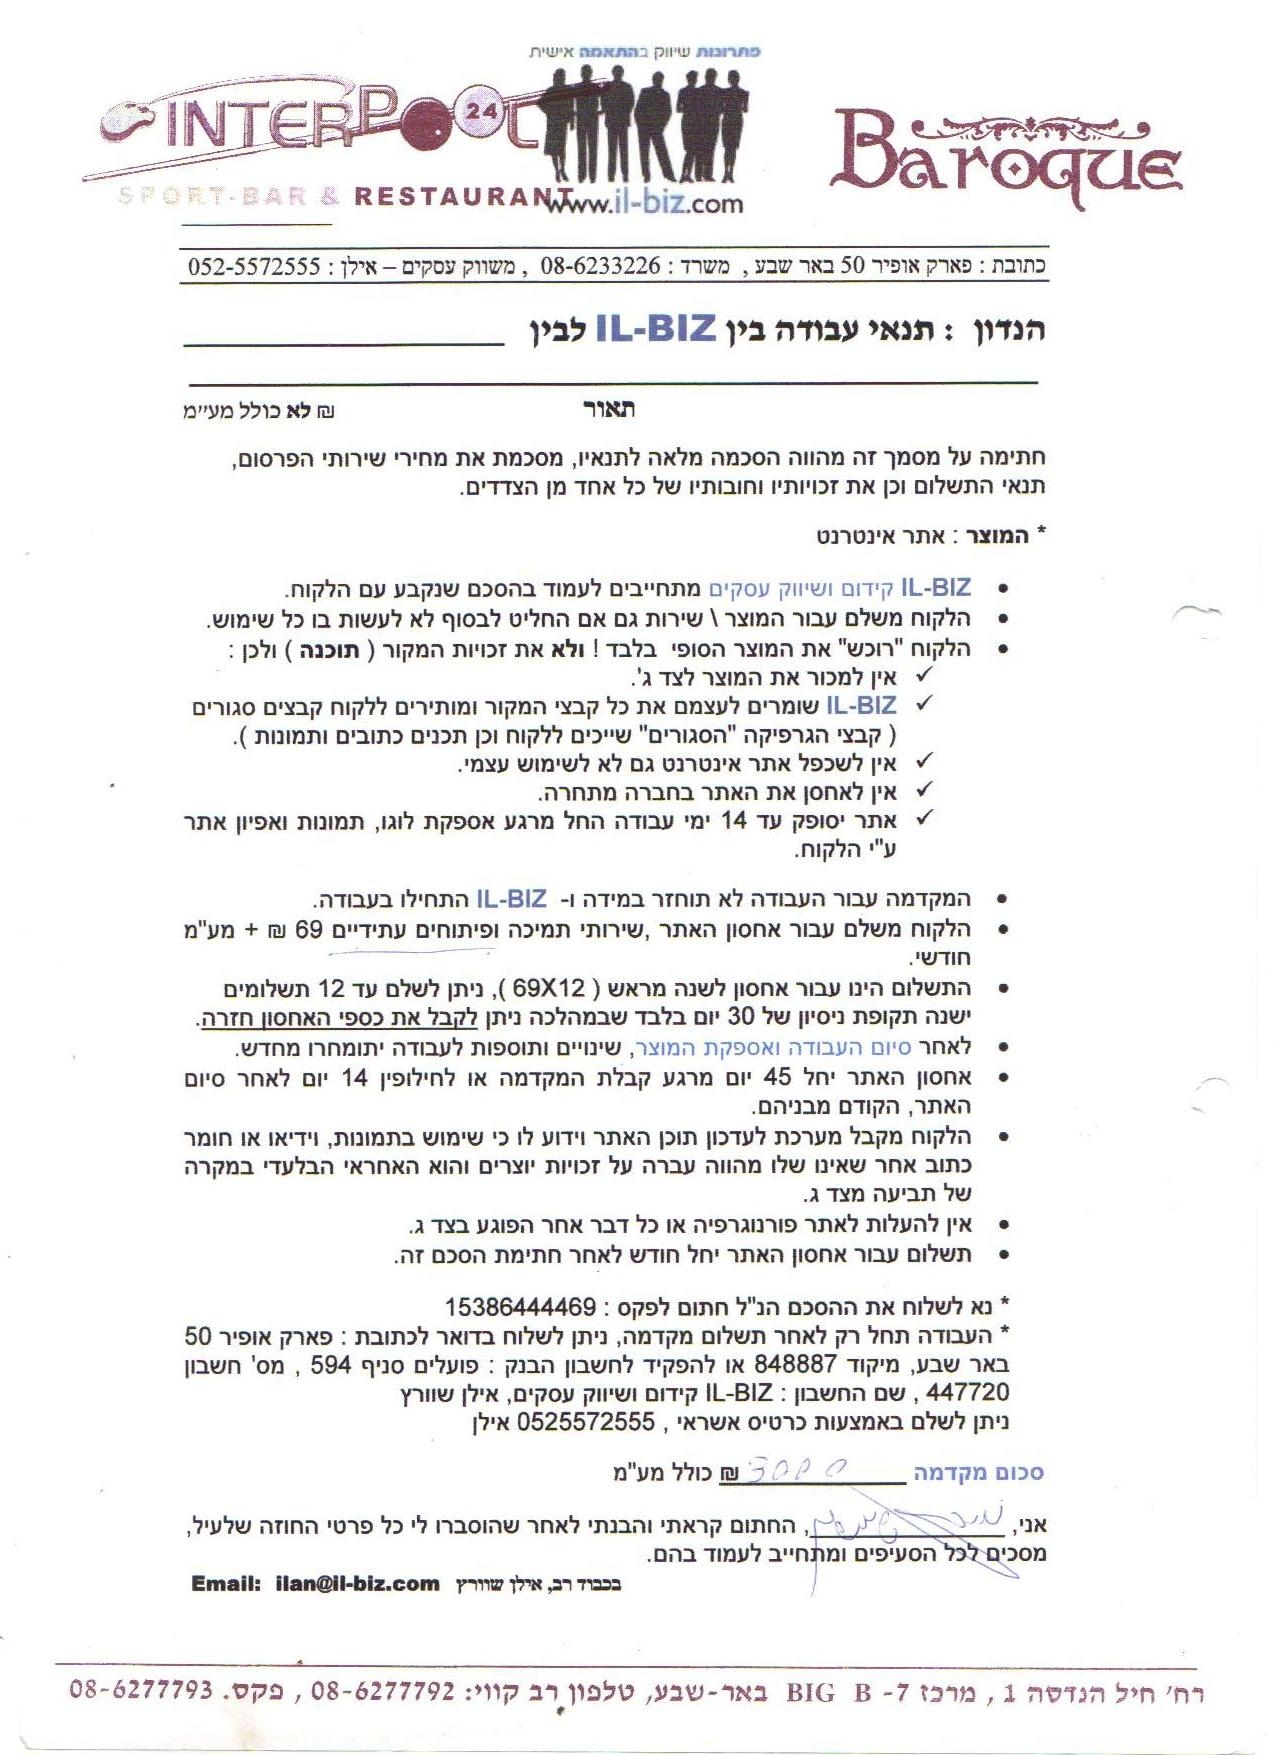 פתרונות שיווק בהתאמה אישית
INTERPOOL 24
SPORT-BAR & RESTAURANT
www.il-biz.com
BAROQUE
כתובת : פארק אופיר 50 באר שבע , משרד : 08-6233226 , משווק עסקים – אילן : 052-5572555
הנדון : תנאי עבודה בין IL-BIZ לבין
תאור
₪ לא כולל מע״מ
חתימה על מסמך זה מהווה הסכמה מלאה לתנאיו, מסכמת את מחירי שירותי הפרסום,
תנאי התשלום וכן את זכויותיו וחובותיו של כל אחד מן הצדדים.
* המוצר : אתר אינטרנט
• IL-BIZ קידום ושיווק עסקים מתחייבים לעמוד בהסכם שנקבע עם הלקוח.
• הלקוח משלם עבור המוצר \ שירות גם אם החליט לבסוף לא לעשות בו כל שימוש.
• הלקוח "רוכש" את המוצר הסופי בלבד ! ולא את זכויות המקור ( תוכנה ) ולכן :
✓ אין למכור את המוצר לצד ג'.
✓ IL-BIZ שומרים לעצמם את כל קבצי המקור ומותירים ללקוח קבצים סגורים
( קבצי הגרפיקה "הסגורים" שייכים ללקוח וכן תכנים כתובים ותמונות ).
✓ אין לשכפל אתר אינטרנט גם לא לשימוש עצמי.
✓ אין לאחסן את האתר בחברה מתחרה.
✓ אתר יסופק עד 14 ימי עבודה החל מרגע אספקת לוגו, תמונות ואפיון אתר
ע"י הלקוח.
• המקדמה עבור העבודה לא תוחזר במידה ו- IL-BIZ התחילו בעבודה.
• הלקוח משלם עבור אחסון האתר ,שירותי תמיכה ופיתוחים עתידיים 69 ₪ + מע"מ
חודשי.
• התשלום הינו עבור אחסון לשנה מראש ( 69X12 ), ניתן לשלם עד 12 תשלומים
ישנה תקופת ניסיון של 30 יום בלבד שבמהלכה ניתן לקבל את כספי האחסון חזרה.
• לאחר סיום העבודה ואספקת המוצר, שינויים ותוספות לעבודה יתומחרו מחדש.
• אחסון האתר יחל 45 יום מרגע קבלת המקדמה או לחילופין 14 יום לאחר סיום
האתר, הקודם מבניהם.
• הלקוח מקבל מערכת לעדכון תוכן האתר וידוע לו כי שימוש בתמונות, וידיאו או חומר
כתוב אחר שאינו שלו מהווה עברה על זכויות יוצרים והוא האחראי הבלעדי במקרה
של תביעה מצד ג.
• אין להעלות לאתר פורנוגרפיה או כל דבר אחר הפוגע בצד ג.
• תשלום עבור אחסון האתר יחל חודש לאחר חתימת הסכם זה.
* נא לשלוח את ההסכם הנ"ל חתום לפקס : 15386444469
* העבודה תחל רק לאחר תשלום מקדמה, ניתן לשלוח בדואר לכתובת : פארק אופיר 50
באר שבע, מיקוד 848887 או להפקיד לחשבון הבנק : פועלים סניף 594 , מס' חשבון
447720 , שם החשבון : IL-BIZ קידום ושיווק עסקים, אילן שוורץ
ניתן לשלם באמצעות כרטיס אשראי , 0525572555 אילן
סכום מקדמה 3000 ₪ כולל מע"מ
אני, , החתום קראתי והבנתי לאחר שהוסברו לי כל פרטי החוזה שלעיל,
מסכים לכל הסעיפים ומתחייב לעמוד בהם.
בכבוד רב, אילן שוורץ Email: ilan@il-biz.com
רח׳ חיל הנדסה 1 , מרכז BIG B -7 באר-שבע, טלפון רב קווי: 08-6277792 , פקס. 08-6277793